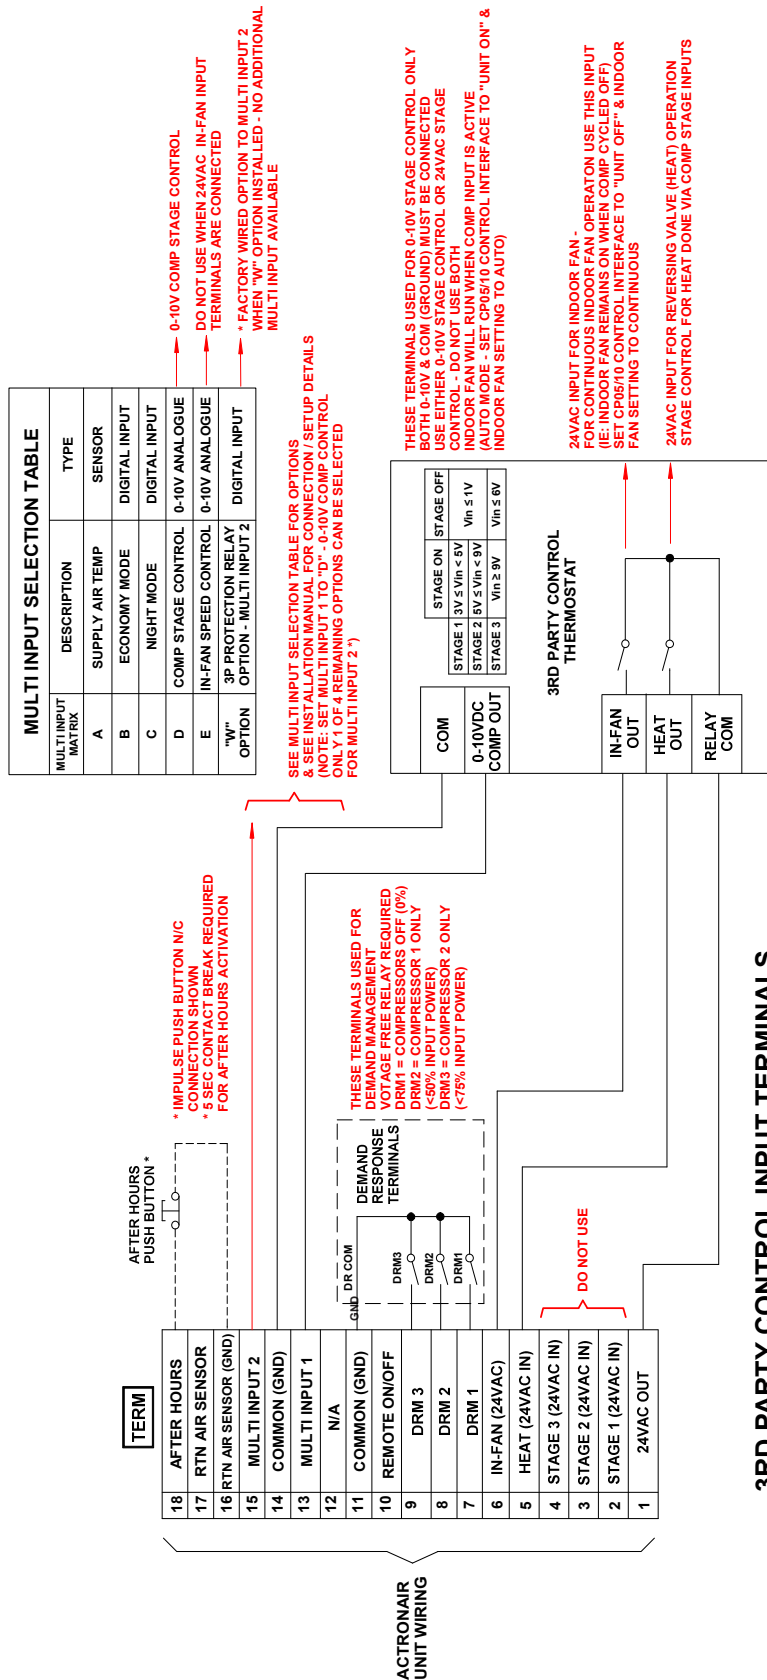 MULTI INPUT SELECTION TABLE
MULTI INPUT
MATRIX
DESCRIPTION
TYPE
A
SUPPLY AIR TEMP
SENSOR
B
ECONOMY MODE
DIGITAL INPUT
C
NIGHT MODE
DIGITAL INPUT
D
COMP STAGE CONTROL
0-10V ANALOGUE
E
IN-FAN SPEED CONTROL
0-10V ANALOGUE
"W"
OPTION
3P PROTECTION RELAY
OPTION - MULTI INPUT 2
DIGITAL INPUT
0-10V COMP STAGE CONTROL
DO NOT USE WHEN 24VAC IN-FAN INPUT
TERMINALS ARE CONNECTED
* FACTORY WIRED OPTION TO MULTI INPUT 2
WHEN "W" OPTION INSTALLED - NO ADDITIONAL
MULTI INPUT AVAILABLE
AFTER HOURS
PUSH BUTTON *
* IMPULSE PUSH BUTTON N/C
CONNECTION SHOWN
* 5 SEC CONTACT BREAK REQUIRED
FOR AFTER HOURS ACTIVATION
SEE MULTI INPUT SELECTION TABLE FOR OPTIONS
& SEE INSTALLATION MANUAL FOR CONNECTION / SETUP DETAILS
(NOTE: SET MULTI INPUT 1 TO "D" - 0-10V COMP CONTROL
ONLY 1 OF 4 REMAINING OPTIONS CAN BE SELECTED
FOR MULTI INPUT 2 *)
TERM
18 AFTER HOURS
17 RTN AIR SENSOR
16 RTN AIR SENSOR (GND)
15 MULTI INPUT 2
14 COMMON (GND)
13 MULTI INPUT 1
12 N/A
11 COMMON (GND)
10 REMOTE ON/OFF
9 DRM 3
8 DRM 2
7 DRM 1
6 IN-FAN (24VAC)
5 HEAT (24VAC IN)
4 STAGE 3 (24VAC IN)
3 STAGE 2 (24VAC IN)
2 STAGE 1 (24VAC IN)
1 24VAC OUT
ACTRONAIR
UNIT WIRING
GND
DR COM
DRM3
DRM2
DRM1
DEMAND
RESPONSE
TERMINALS
THESE TERMINALS USED FOR
DEMAND MANAGEMENT
VOTAGE FREE RELAY REQUIRED
DRM1 = COMPRESSORS OFF (0%)
DRM2 = COMPRESSOR 1 ONLY
(<50% INPUT POWER)
DRM3 = COMPRESSOR 2 ONLY
(<75% INPUT POWER)
DO NOT USE
COM
0-10VDC
COMP OUT
STAGE ON
STAGE OFF
STAGE 1
3V ≤ Vin < 5V
Vin ≤ 1V
STAGE 2
5V ≤ Vin < 9V
STAGE 3
Vin ≥ 9V
Vin ≤ 6V
3RD PARTY CONTROL
THERMOSTAT
IN-FAN
OUT
HEAT
OUT
RELAY
COM
THESE TERMINALS USED FOR 0-10V STAGE CONTROL ONLY
BOTH 0-10V & COM (GROUND) MUST BE CONNECTED
USE EITHER 0-10V STAGE CONTROL OR 24VAC STAGE
CONTROL - DO NOT USE BOTH
INDOOR FAN WILL RUN WHEN COMP INPUT IS ACTIVE
(AUTO MODE - SET CP05/10 CONTROL INTERFACE TO "UNIT ON" &
INDOOR FAN SETTING TO AUTO)
24VAC INPUT FOR INDOOR FAN -
FOR CONTINUOUS INDOOR FAN OPERATON USE THIS INPUT
(IE: INDOOR FAN REMAINS ON WHEN COMP CYCLED OFF)
SET CP05/10 CONTROL INTERFACE TO "UNIT OFF" & INDOOR
FAN SETTING TO CONTINUOUS
24VAC INPUT FOR REVERSING VALVE (HEAT) OPERATION
STAGE CONTROL FOR HEAT DONE VIA COMP STAGE INPUTS
3RD PARTY CONTROL INPUT TERMINALS